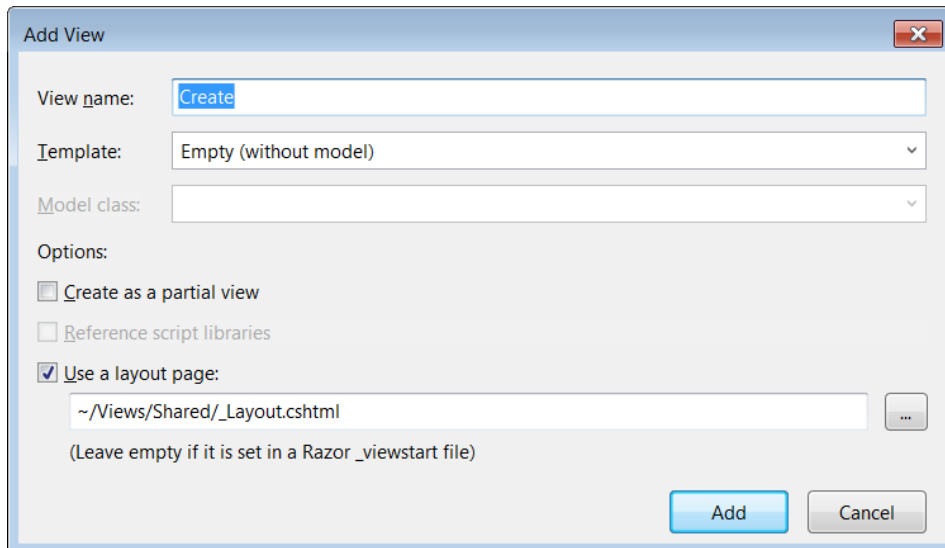 Add View
View name: Create
Template: Empty (without model)
Model class:
Options:
Create as a partial view
Reference script libraries
Use a layout page:
~/Views/Shared/_Layout.cshtml ...
(Leave empty if it is set in a Razor _viewstart file)
Add Cancel